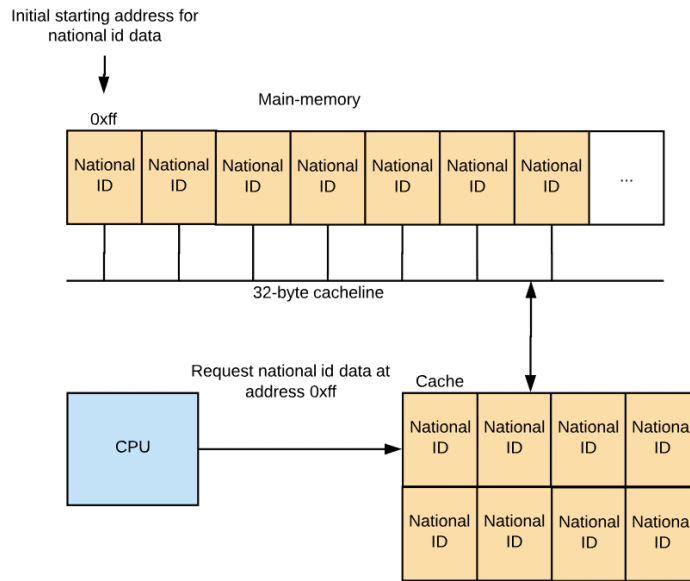 Initial starting address for
national id data
0xff
Main-memory
National National National National National National National ...
ID ID ID ID ID ID ID
32-byte cacheline
Request national id data at
address 0xff
Cache
CPU
National National National National
ID ID ID ID
National National National National
ID ID ID ID